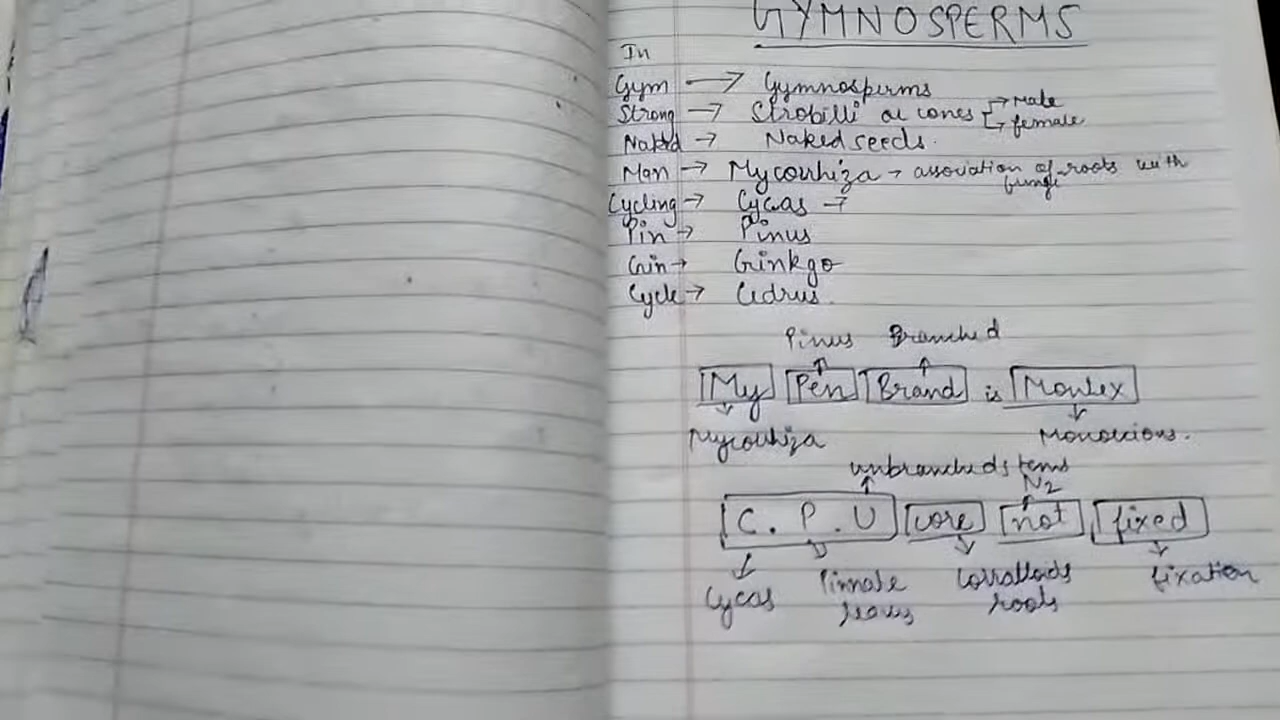 GYMNOSPERMS
In
Gym → Gymnosperms
Strong → Strobilli or cones → Male
→ female
Naked → Naked seeds.
Man → Mycorrhiza → association of roots with
fungi
Cycling → Cycas →
Pin → Pinus
Gin → Ginkgo
Cycle → Cedrus.
Pinus Branched
My Pen Brand is Montex
Mycorrhiza Monoecious.
unbranched stems
N2
C. P. U core not fixed
Cycas Pinnate leaves Corralloids roots fixation